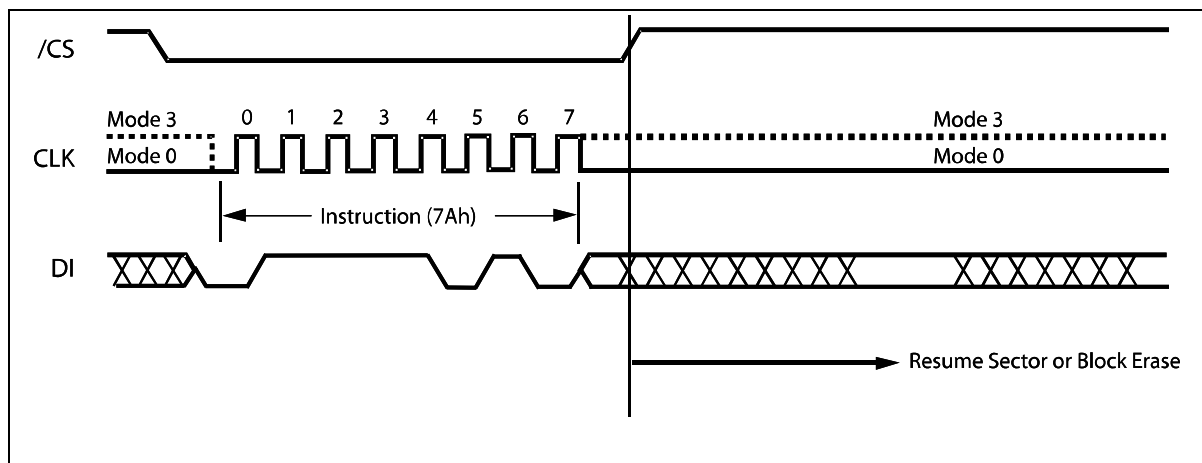 /CS
Mode 3
0 1 2 3 4 5 6 7
Mode 3
CLK
Mode 0
Mode 0
Instruction (7Ah)
DI
Resume Sector or Block Erase